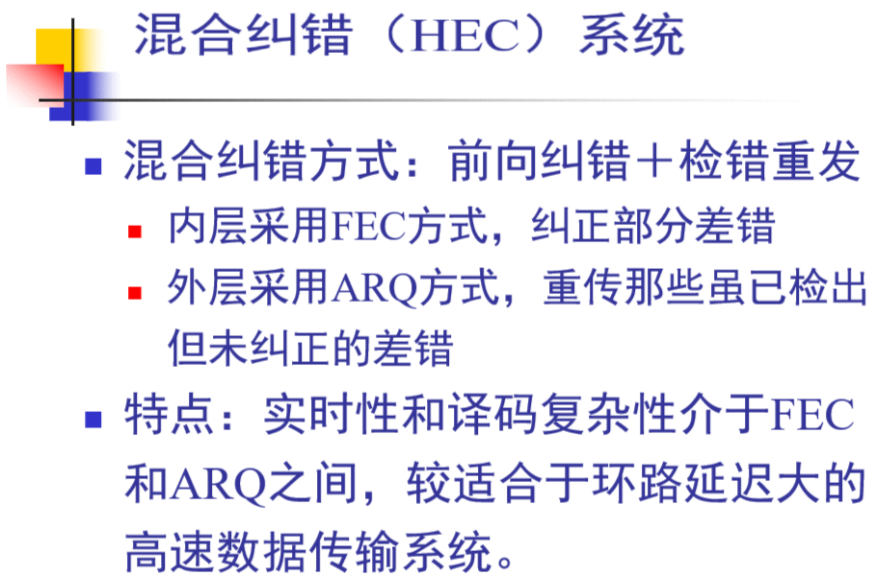 混合纠错（HEC）系统
混合纠错方式：前向纠错＋检错重发
内层采用FEC方式，纠正部分差错
外层采用ARQ方式，重传那些虽已检出
但未纠正的差错
特点：实时性和译码复杂性介于FEC
和ARQ之间，较适合于环路延迟大的
高速数据传输系统。